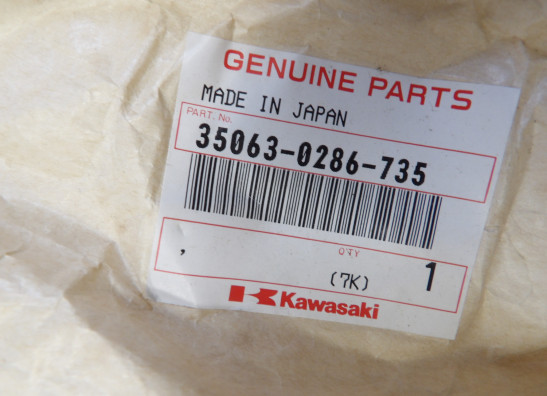 GENUINE PARTS
MADE IN JAPAN
PART. No.
35063-0286-735
QTY
, 1
(7K)
Kawasaki